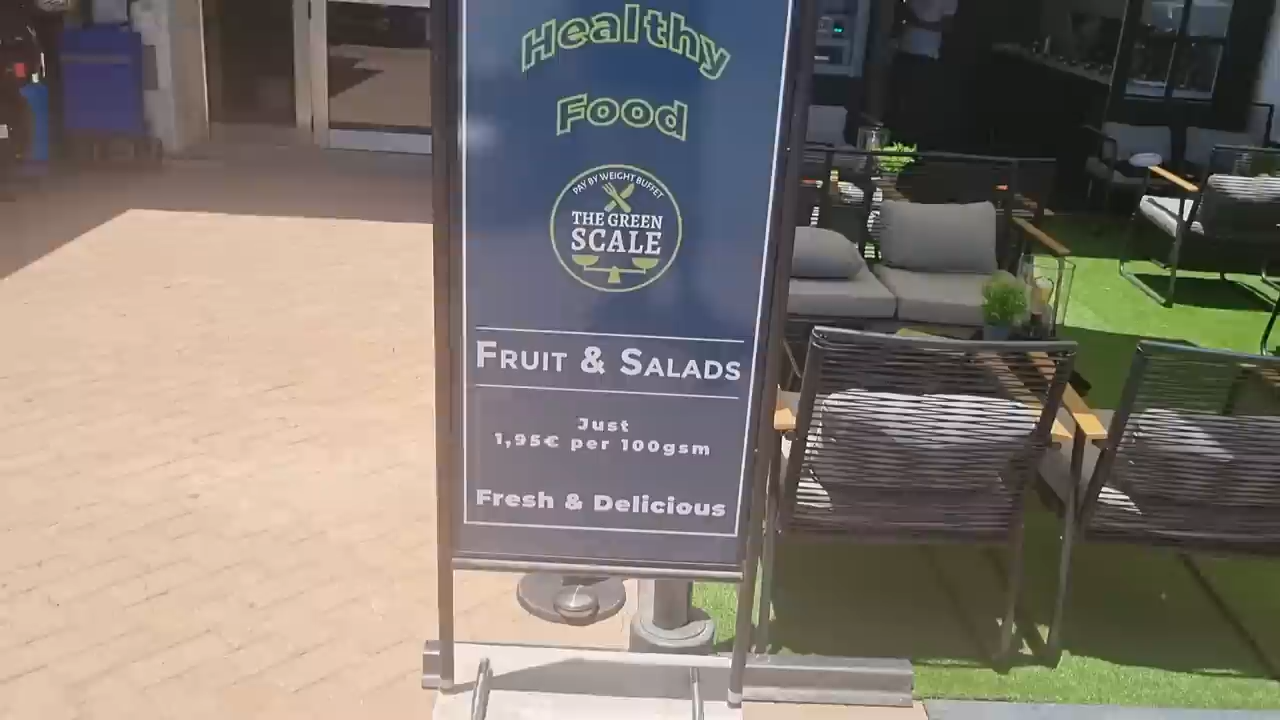 Healthy
Food
PAY BY WEIGHT BUFFET
THE GREEN
SCALE
FRUIT & SALADS
Just
1,95€ per 100gsm
Fresh & Delicious